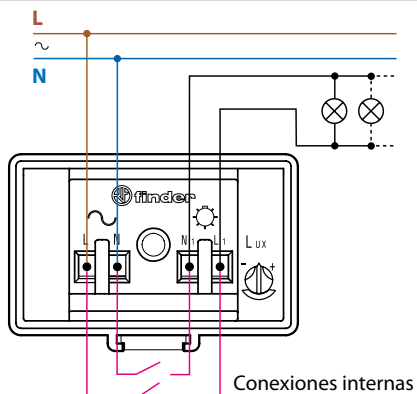 L
~
N
finder
~
L N N1 L1 LUX
- +
Conexiones internas